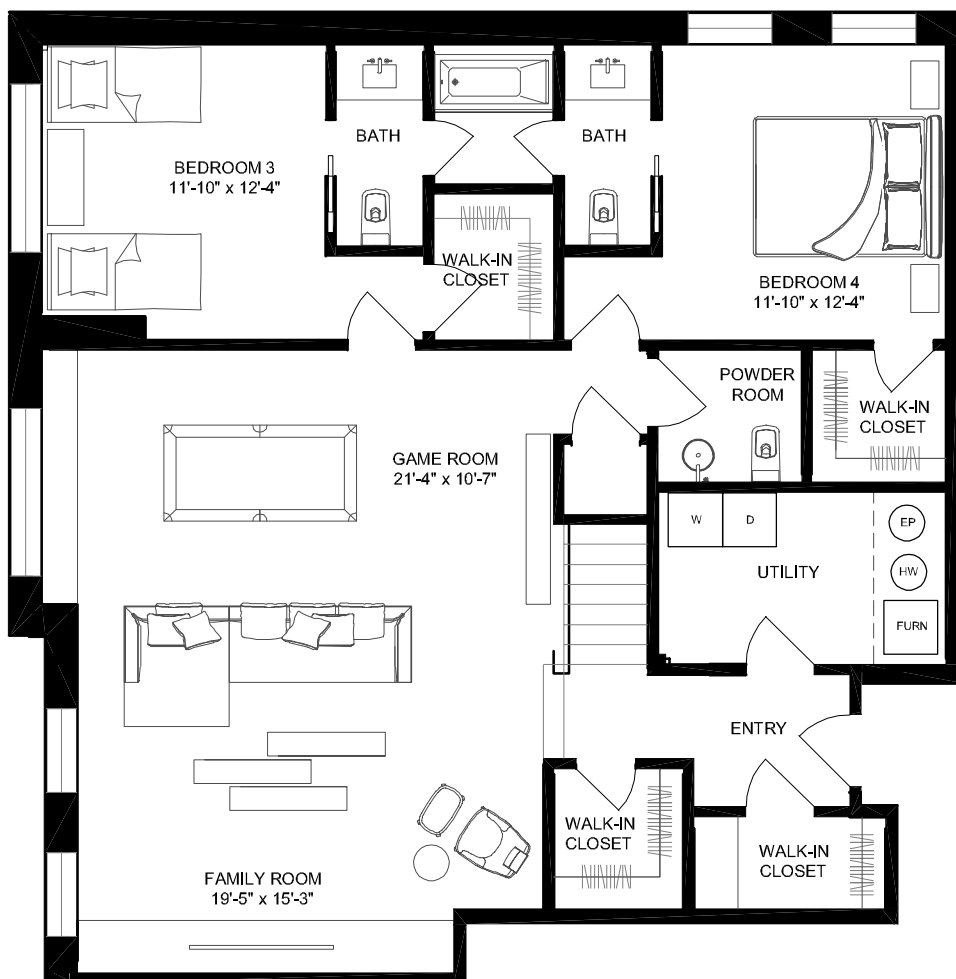 BATH
BATH
BEDROOM 3
11'-10" x 12'-4"
WALK-IN
CLOSET
BEDROOM 4
11'-10" x 12'-4"
POWDER
ROOM
WALK-IN
CLOSET
GAME ROOM
21'-4" x 10'-7"
W
D
EP
UTILITY
HW
FURN
ENTRY
WALK-IN
CLOSET
WALK-IN
CLOSET
FAMILY ROOM
19'-5" x 15'-3"